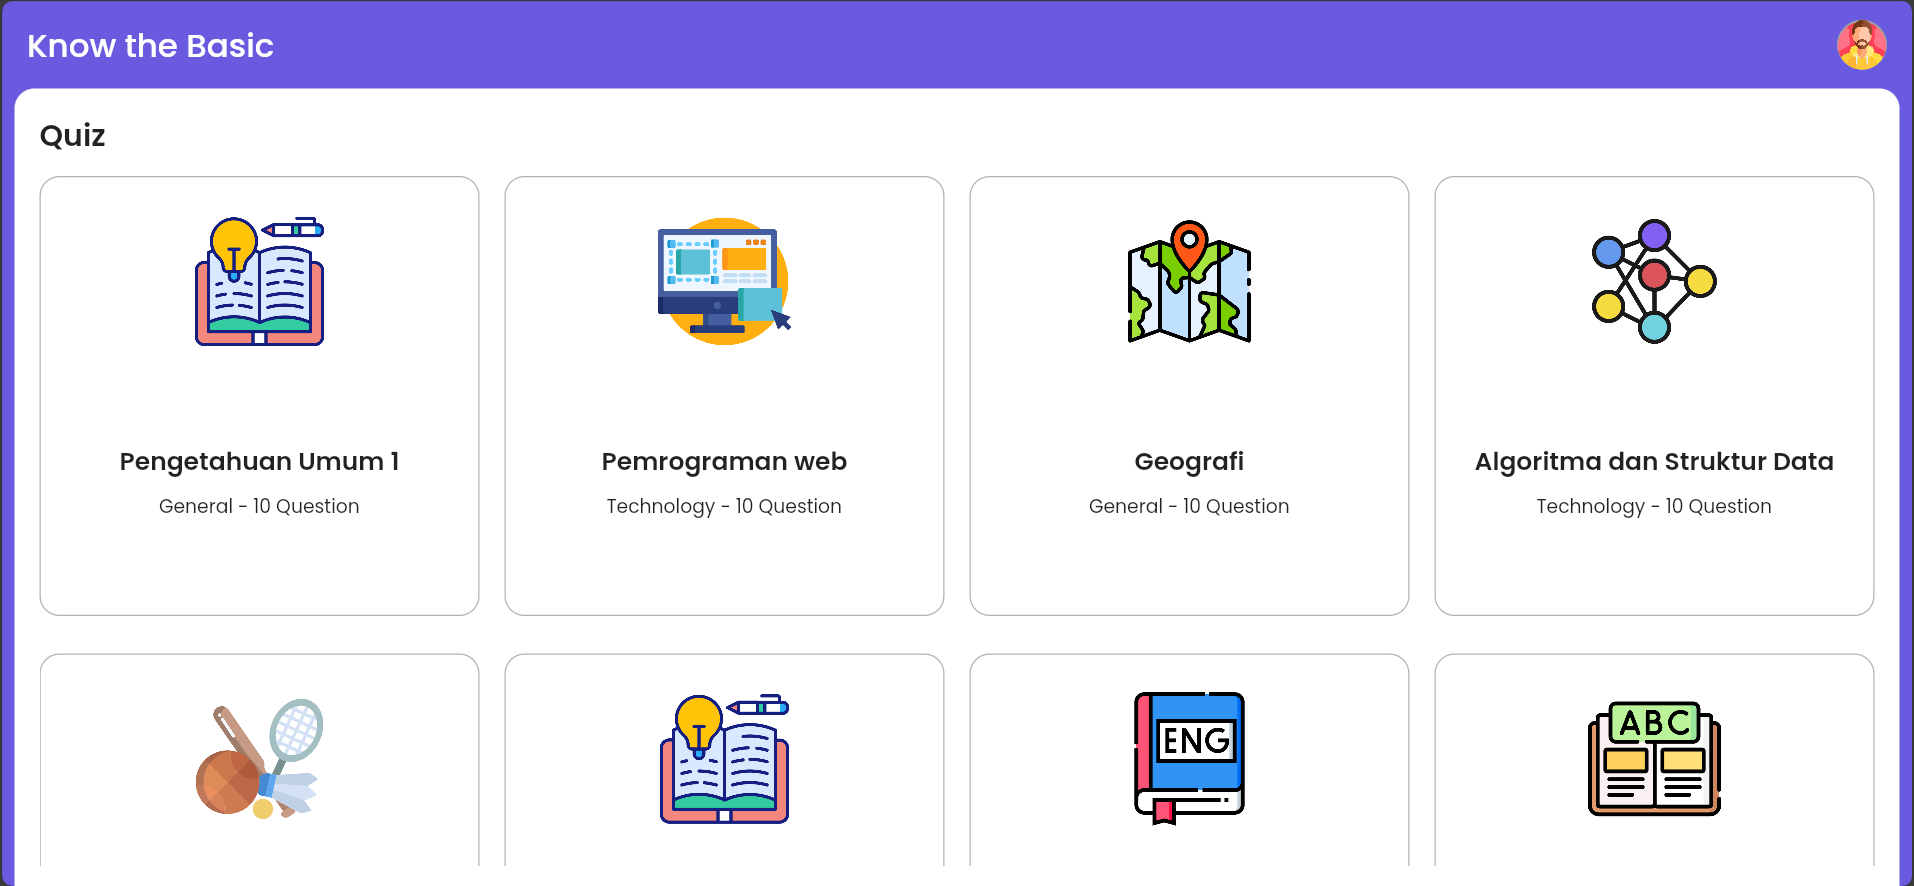 Know the Basic
Quiz
Pengetahuan Umum 1
General - 10 Question
Pemrograman web
Technology - 10 Question
Geografi
General - 10 Question
Algoritma dan Struktur Data
Technology - 10 Question
ENG
ABC